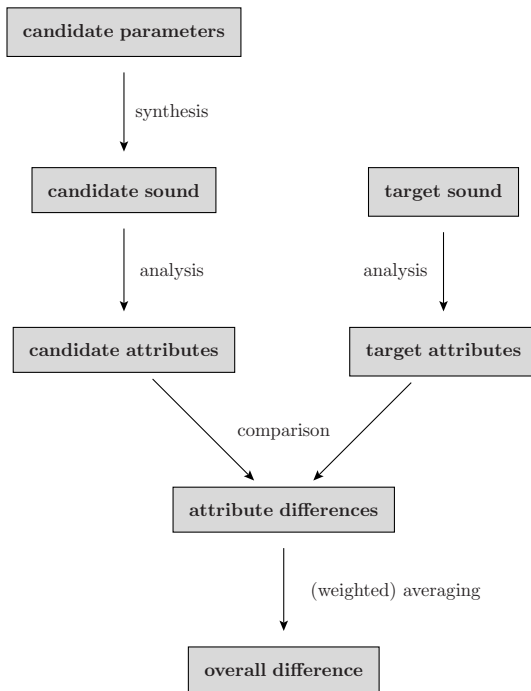 candidate parameters
synthesis
candidate sound
target sound
analysis
analysis
candidate attributes
target attributes
comparison
attribute differences
(weighted) averaging
overall difference